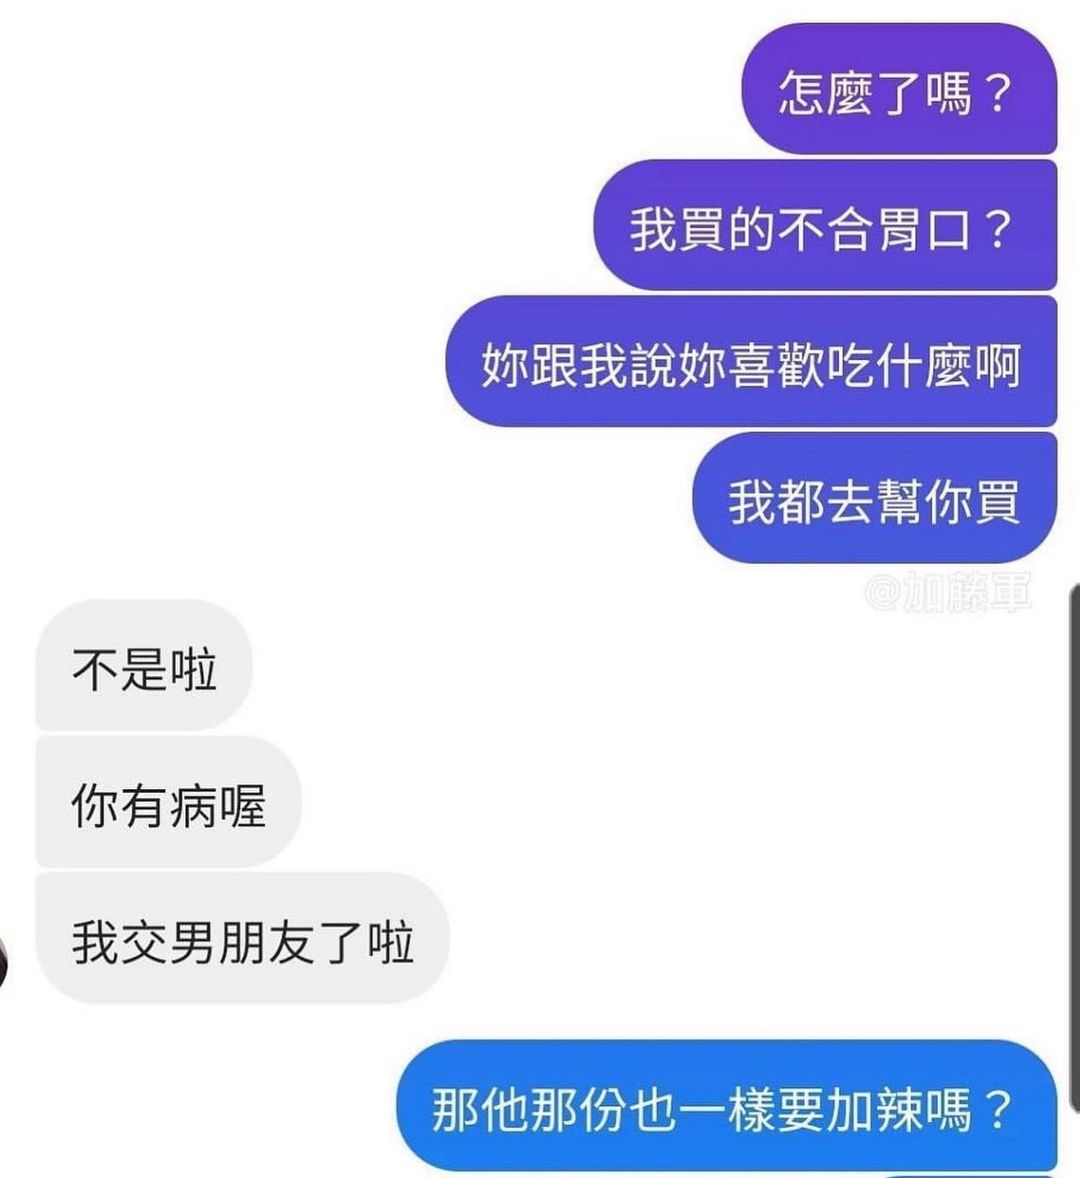 怎麼了嗎？
我買的不合胃口？
妳跟我說妳喜歡吃什麼啊
我都去幫你買
@加藤軍
不是啦
你有病喔
我交男朋友了啦
那他那份也一樣要加辣嗎？